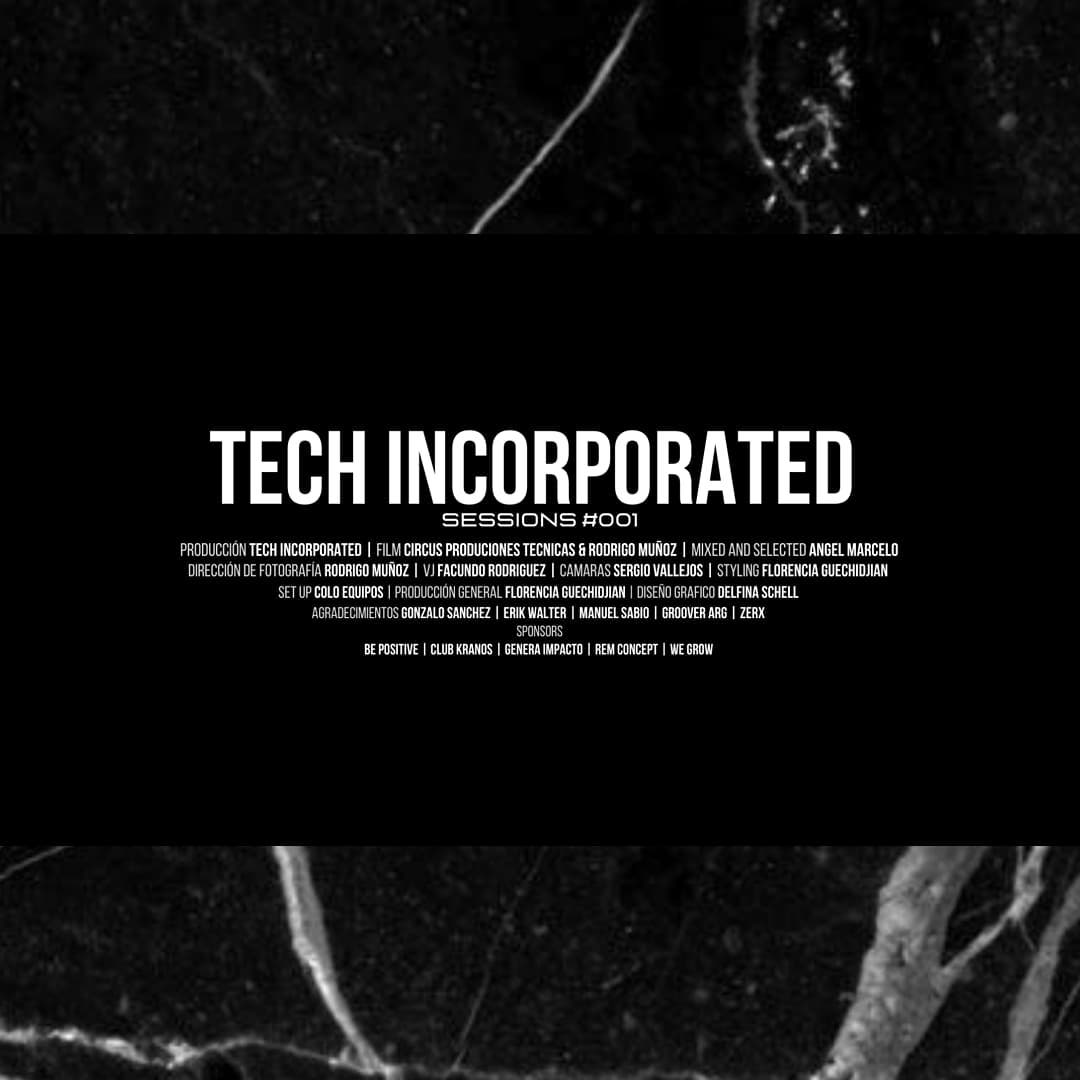 TECH INCORPORATED
SESSIONS #001
PRODUCCIÓN TECH INCORPORATED | FILM CIRCUS PRODUCIONES TECNICAS & RODRIGO MUÑOZ | MIXED AND SELECTED ANGEL MARCELO
DIRECCIÓN DE FOTOGRAFÍA RODRIGO MUÑOZ | VJ FACUNDO RODRIGUEZ | CAMARAS SERGIO VALLEJOS | STYLING FLORENCIA GUECHIDJIAN
SET UP COLO EQUIPOS | PRODUCCIÓN GENERAL FLORENCIA GUECHIDJIAN | DISEÑO GRAFICO DELFINA SCHELL
AGRADECIMIENTOS GONZALO SANCHEZ | ERIK WALTER | MANUEL SABIO | GROOVER ARG | ZERX
SPONSORS
BE POSITIVE | CLUB KRANOS | GENERA IMPACTO | REM CONCEPT | WE GROW